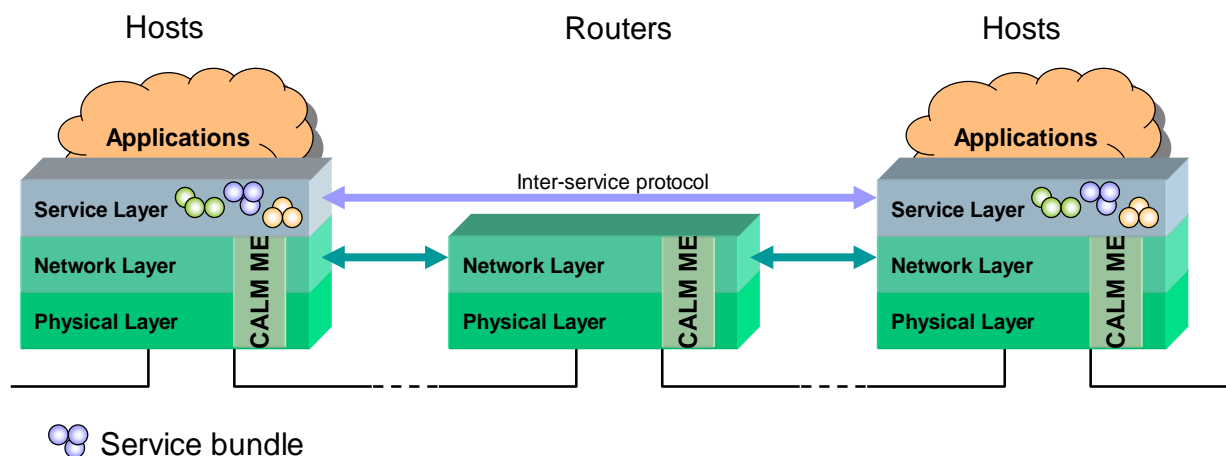 Hosts
Routers
Hosts
Applications
Applications
Inter-service protocol
Service Layer
Service Layer
Network Layer
CALM ME
Network Layer
CALM ME
Network Layer
CALM ME
Physical Layer
Physical Layer
Physical Layer
Service bundle